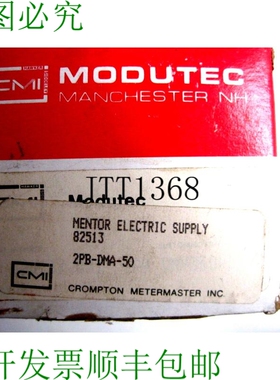 图必究
CMI
MODUTEC
MANCHESTER NH
Modutec
JTT1368
MENTOR ELECTRIC SUPPLY
82513
2PB-DMA-50
CMI
CROMPTON METERMASTER INC.
开发票顺丰包邮